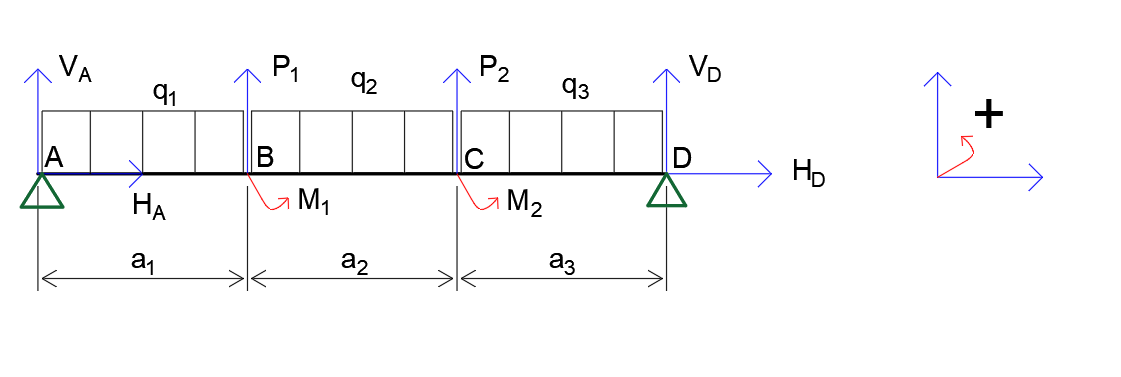 V_A P_1 q_2 P_2 q_3 V_D
q_1 +
A B C D
H_A M_1 M_2 H_D
a_1 a_2 a_3